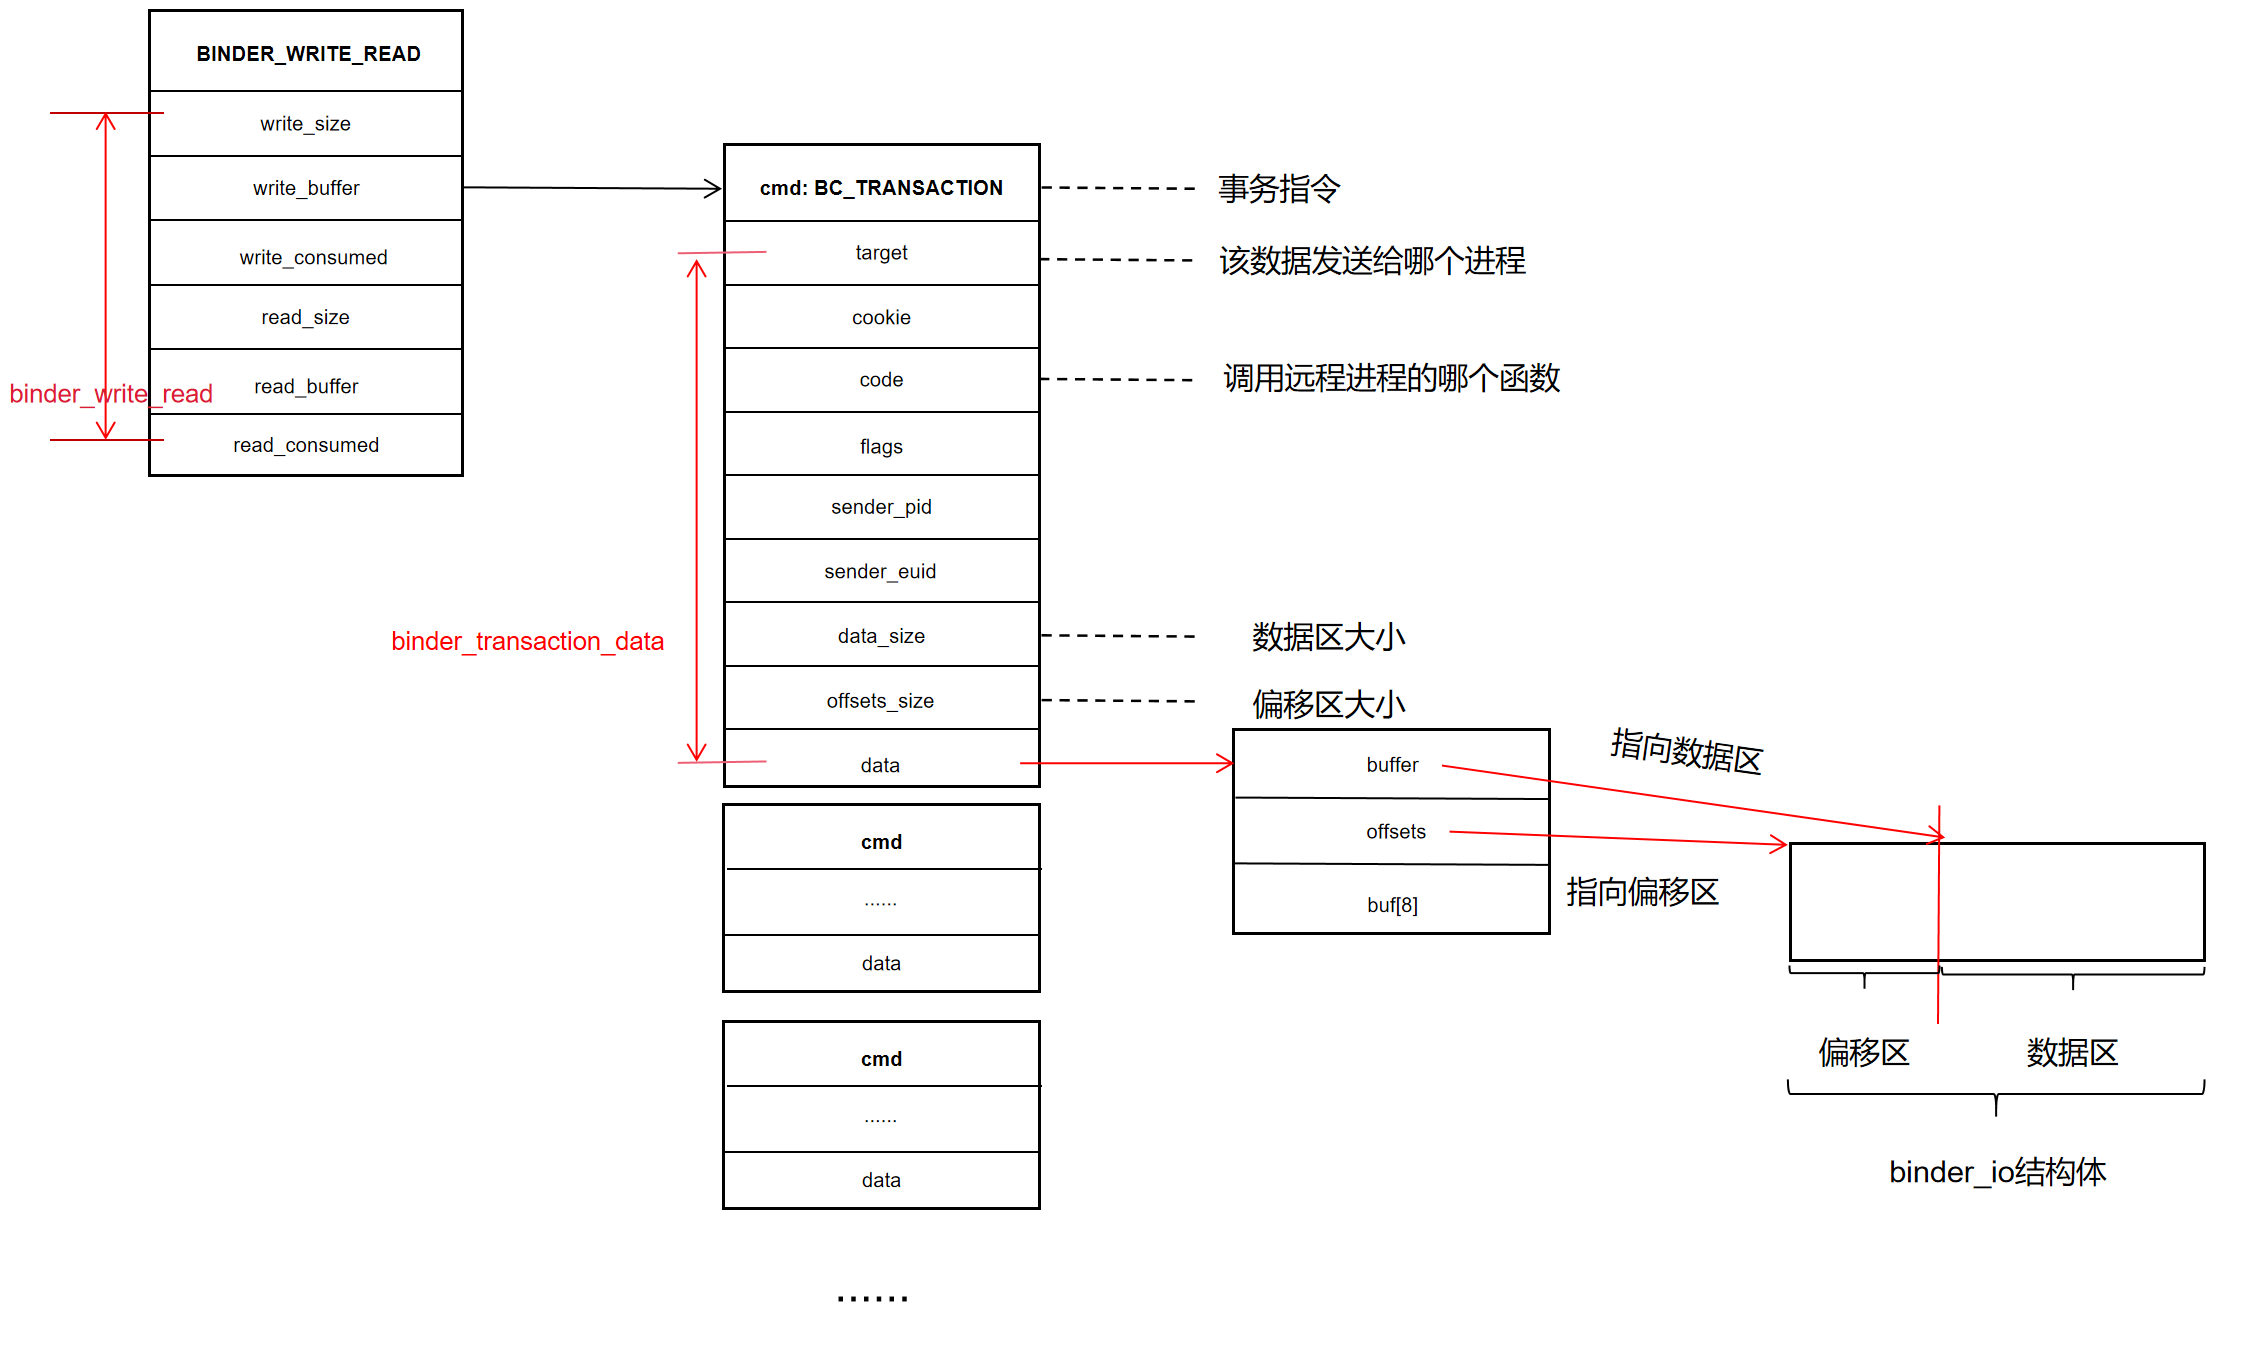 BINDER_WRITE_READ
write_size
write_buffer
write_consumed
read_size
read_buffer
read_consumed
binder_write_read
cmd: BC_TRANSACTION
target
cookie
code
flags
sender_pid
sender_euid
data_size
offsets_size
data
binder_transaction_data
事务指令
该数据发送给哪个进程
调用远程进程的哪个函数
数据区大小
偏移区大小
cmd
......
data
cmd
......
data
......
buffer
offsets
buf[8]
指向数据区
指向偏移区
偏移区
数据区
binder_io结构体